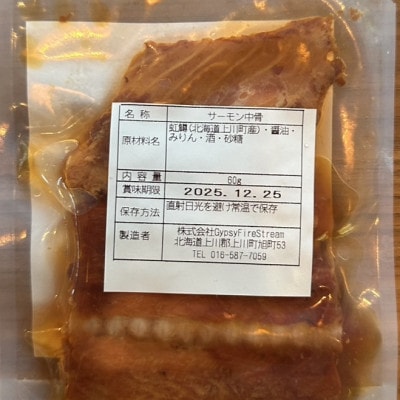 名称 サーモン中骨
原材料名 虹鱒(北海道上川町産)・醤油・
みりん・酒・砂糖
内容量 60g
賞味期限 2025.12.25
保存方法 直射日光を避け常温で保存
製造者 株式会社GypsyFireStream
北海道上川郡上川町旭町53
TEL 016-587-7059